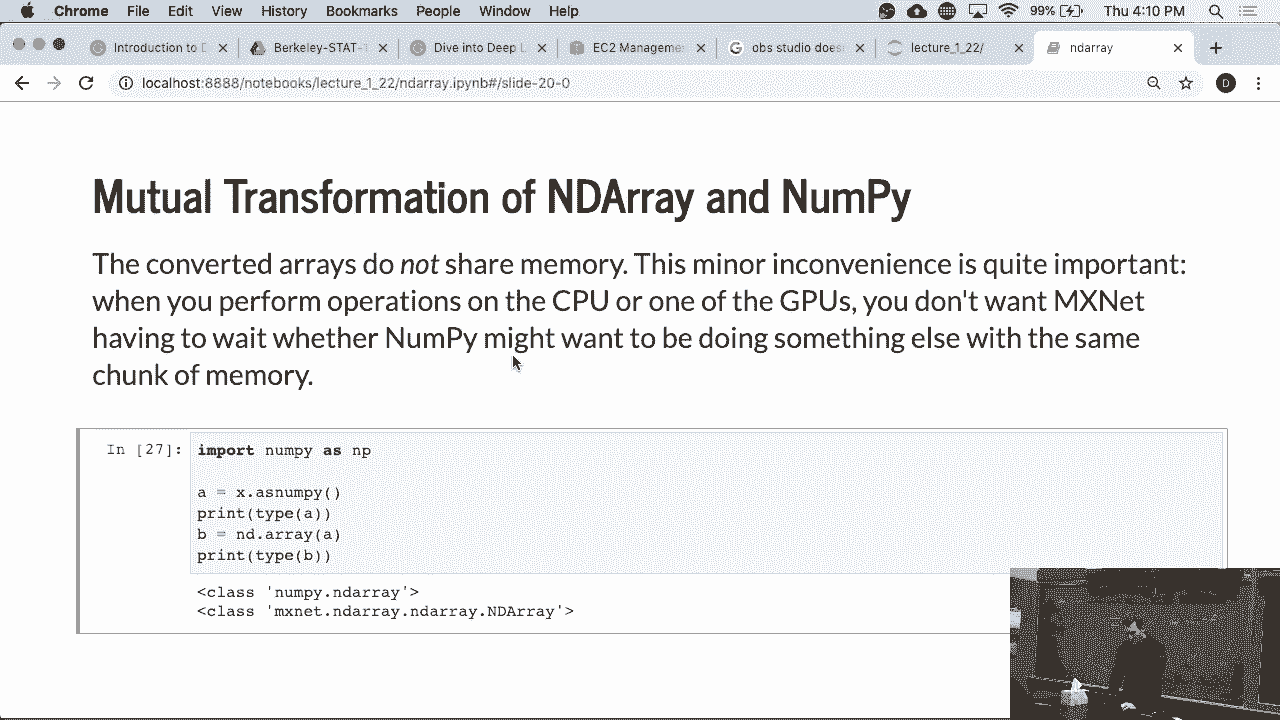 Chrome File Edit View History Bookmarks People Window Help 99% Thu 4:10 PM
Introduction to D Berkeley-STAT-1 Dive into Deep L EC2 Managemen obs studio does lecture_1_22/ ndarray
localhost:8888/notebooks/lecture_1_22/ndarray.ipynb#/slide-20-0 D
Mutual Transformation of NDArray and NumPy
The converted arrays do not share memory. This minor inconvenience is quite important:
when you perform operations on the CPU or one of the GPUs, you don't want MXNet
having to wait whether NumPy might want to be doing something else with the same
chunk of memory.
In [27]: import numpy as np
a = x.asnumpy()
print(type(a))
b = nd.array(a)
print(type(b))
<class 'numpy.ndarray'>
<class 'mxnet.ndarray.ndarray.NDArray'>